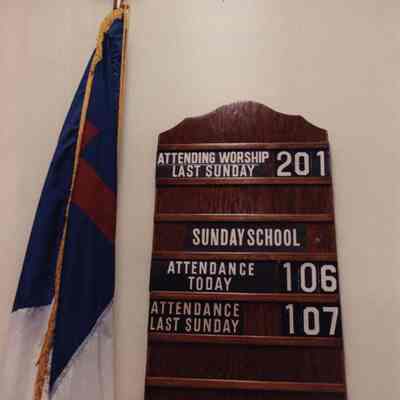 ATTENDING WORSHIP
LAST SUNDAY 201
SUNDAY SCHOOL
ATTENDANCE
TODAY 106
ATTENDANCE
LAST SUNDAY 107